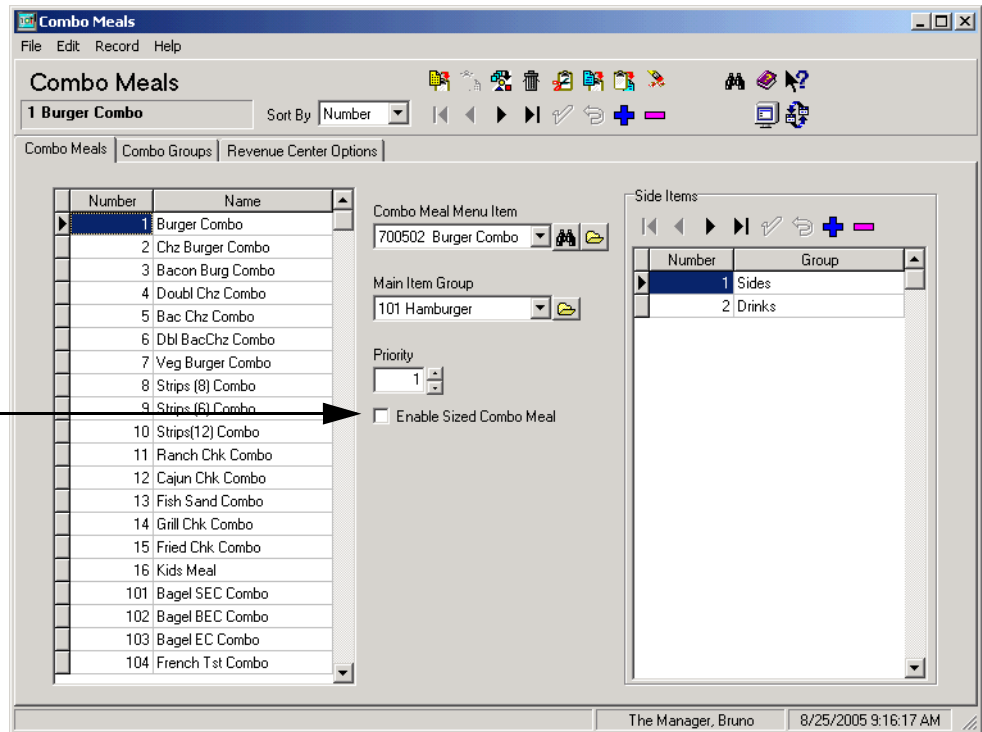 Combo Meals
File Edit Record Help
Combo Meals
1 Burger Combo
Sort By Number
Combo Meals Combo Groups Revenue Center Options
Number Name
1 Burger Combo
2 Chz Burger Combo
3 Bacon Burg Combo
4 Doubl Chz Combo
5 Bac Chz Combo
6 Dbl BacChz Combo
7 Veg Burger Combo
8 Strips (8) Combo
9 Strips (6) Combo
10 Strips(12) Combo
11 Ranch Chk Combo
12 Cajun Chk Combo
13 Fish Sand Combo
14 Grill Chk Combo
15 Fried Chk Combo
16 Kids Meal
101 Bagel SEC Combo
102 Bagel BEC Combo
103 Bagel EC Combo
104 French Tst Combo
Combo Meal Menu Item
700502 Burger Combo
Main Item Group
101 Hamburger
Priority
1
Enable Sized Combo Meal
Side Items
Number Group
1 Sides
2 Drinks
The Manager, Bruno 8/25/2005 9:16:17 AM